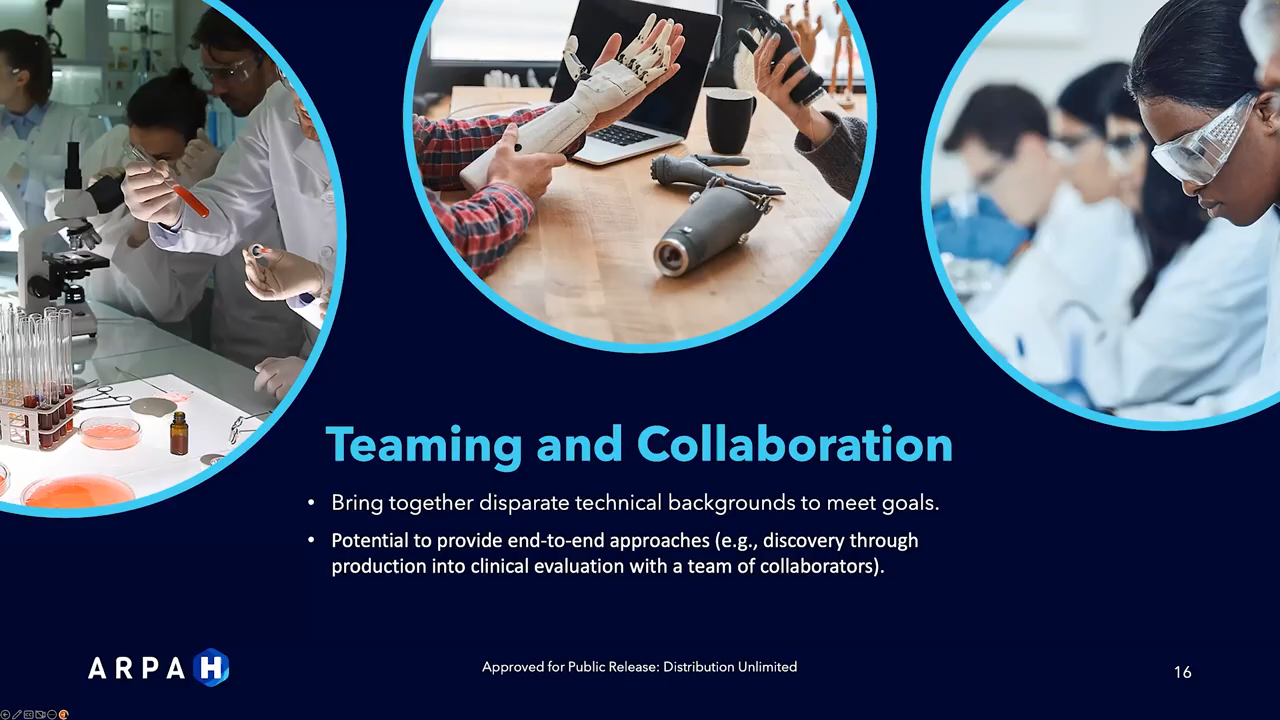 Teaming and Collaboration
• Bring together disparate technical backgrounds to meet goals.
• Potential to provide end-to-end approaches (e.g., discovery through
production into clinical evaluation with a team of collaborators).
ARPA H
Approved for Public Release: Distribution Unlimited
16